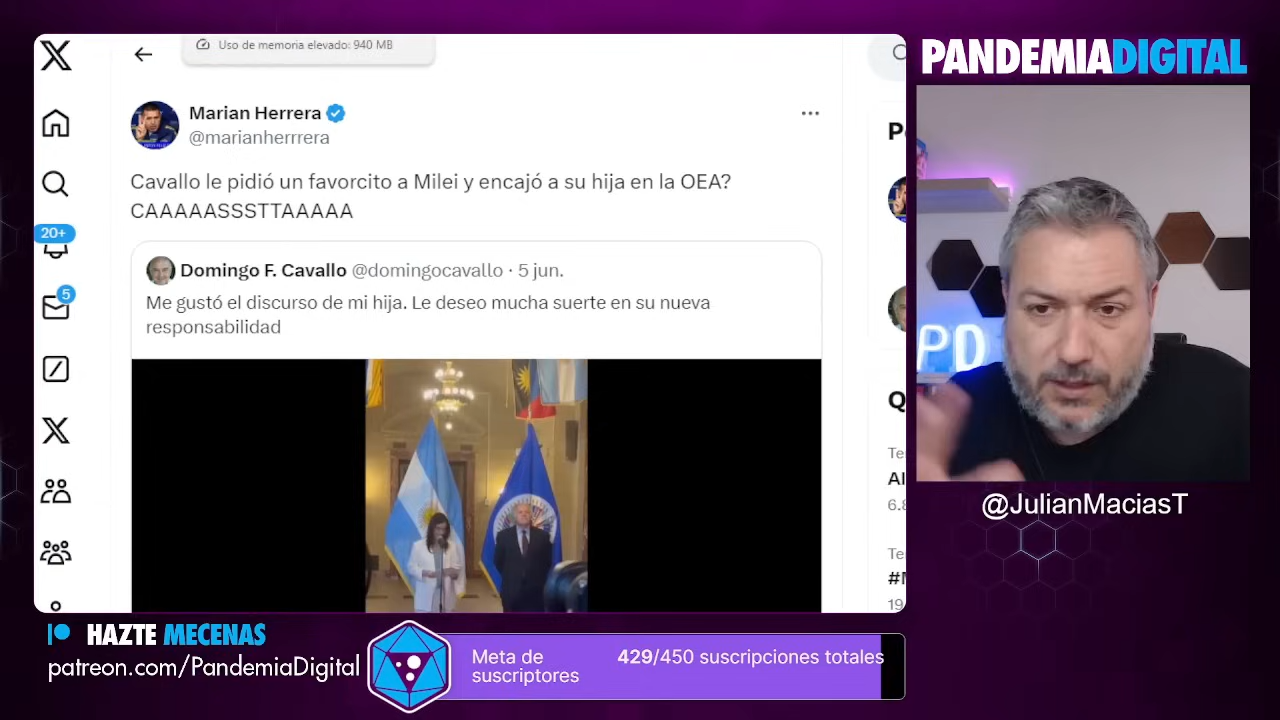 Uso de memoria elevado: 940 MB
Marian Herrera
@marianherrrera
Cavallo le pidió un favorcito a Milei y encajó a su hija en la OEA?
CAAAAASSSTTAAAAA
Domingo F. Cavallo @domingocavallo · 5 jun.
Me gustó el discurso de mi hija. Le deseo mucha suerte en su nueva
responsabilidad
20+
5
PANDEMIADIGITAL
PD
@JulianMaciasT
HAZTE MECENAS
patreon.com/PandemiaDigital
Meta de
suscriptores
429/450 suscripciones totales